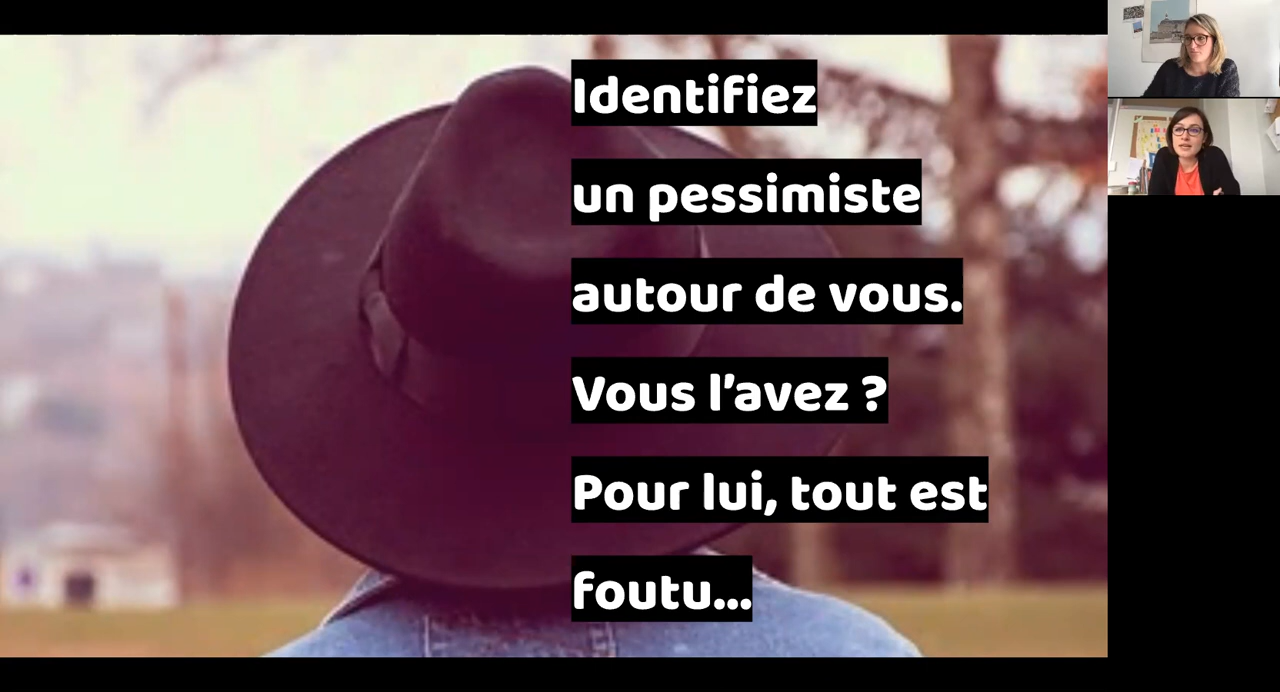 Identifiez
un pessimiste
autour de vous.
Vous l’avez ?
Pour lui, tout est
foutu...